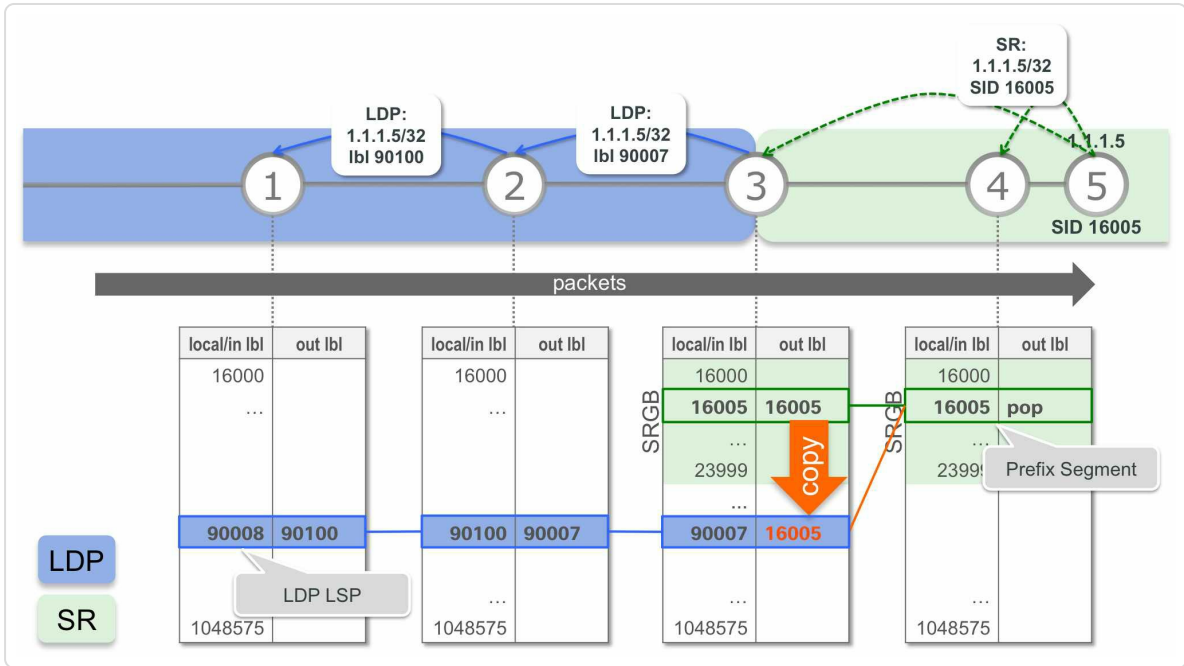 SR:
1.1.1.5/32
SID 16005
LDP:
1.1.1.5/32
lbl 90100
LDP:
1.1.1.5/32
lbl 90007
1.1.1.5
1
2
3
4
5
SID 16005
packets
local/in lbl out lbl
16000
...
90008 90100
LDP LSP
1048575
local/in lbl out lbl
16000
...
90100 90007
...
1048575
local/in lbl out lbl
16000
16005 16005
SRGB
...
copy
23999
...
90007 16005
...
1048575
local/in lbl out lbl
16000
16005 pop
SRGB
...
23999
Prefix Segment
...
1048575
LDP
SR